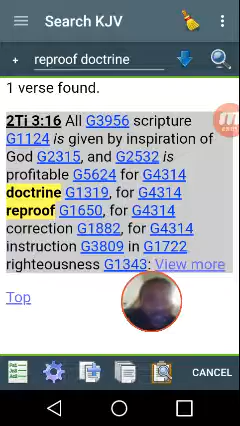 Search KJV
+ reproof doctrine
1 verse found.
2Ti 3:16 All G3956 scripture
G1124 is given by inspiration of
God G2315, and G2532 is
profitable G5624 for G4314
doctrine G1319, for G4314
reproof G1650, for G4314
correction G1882, for G4314
instruction G3809 in G1722
righteousness G1343: View more
Top
CANCEL